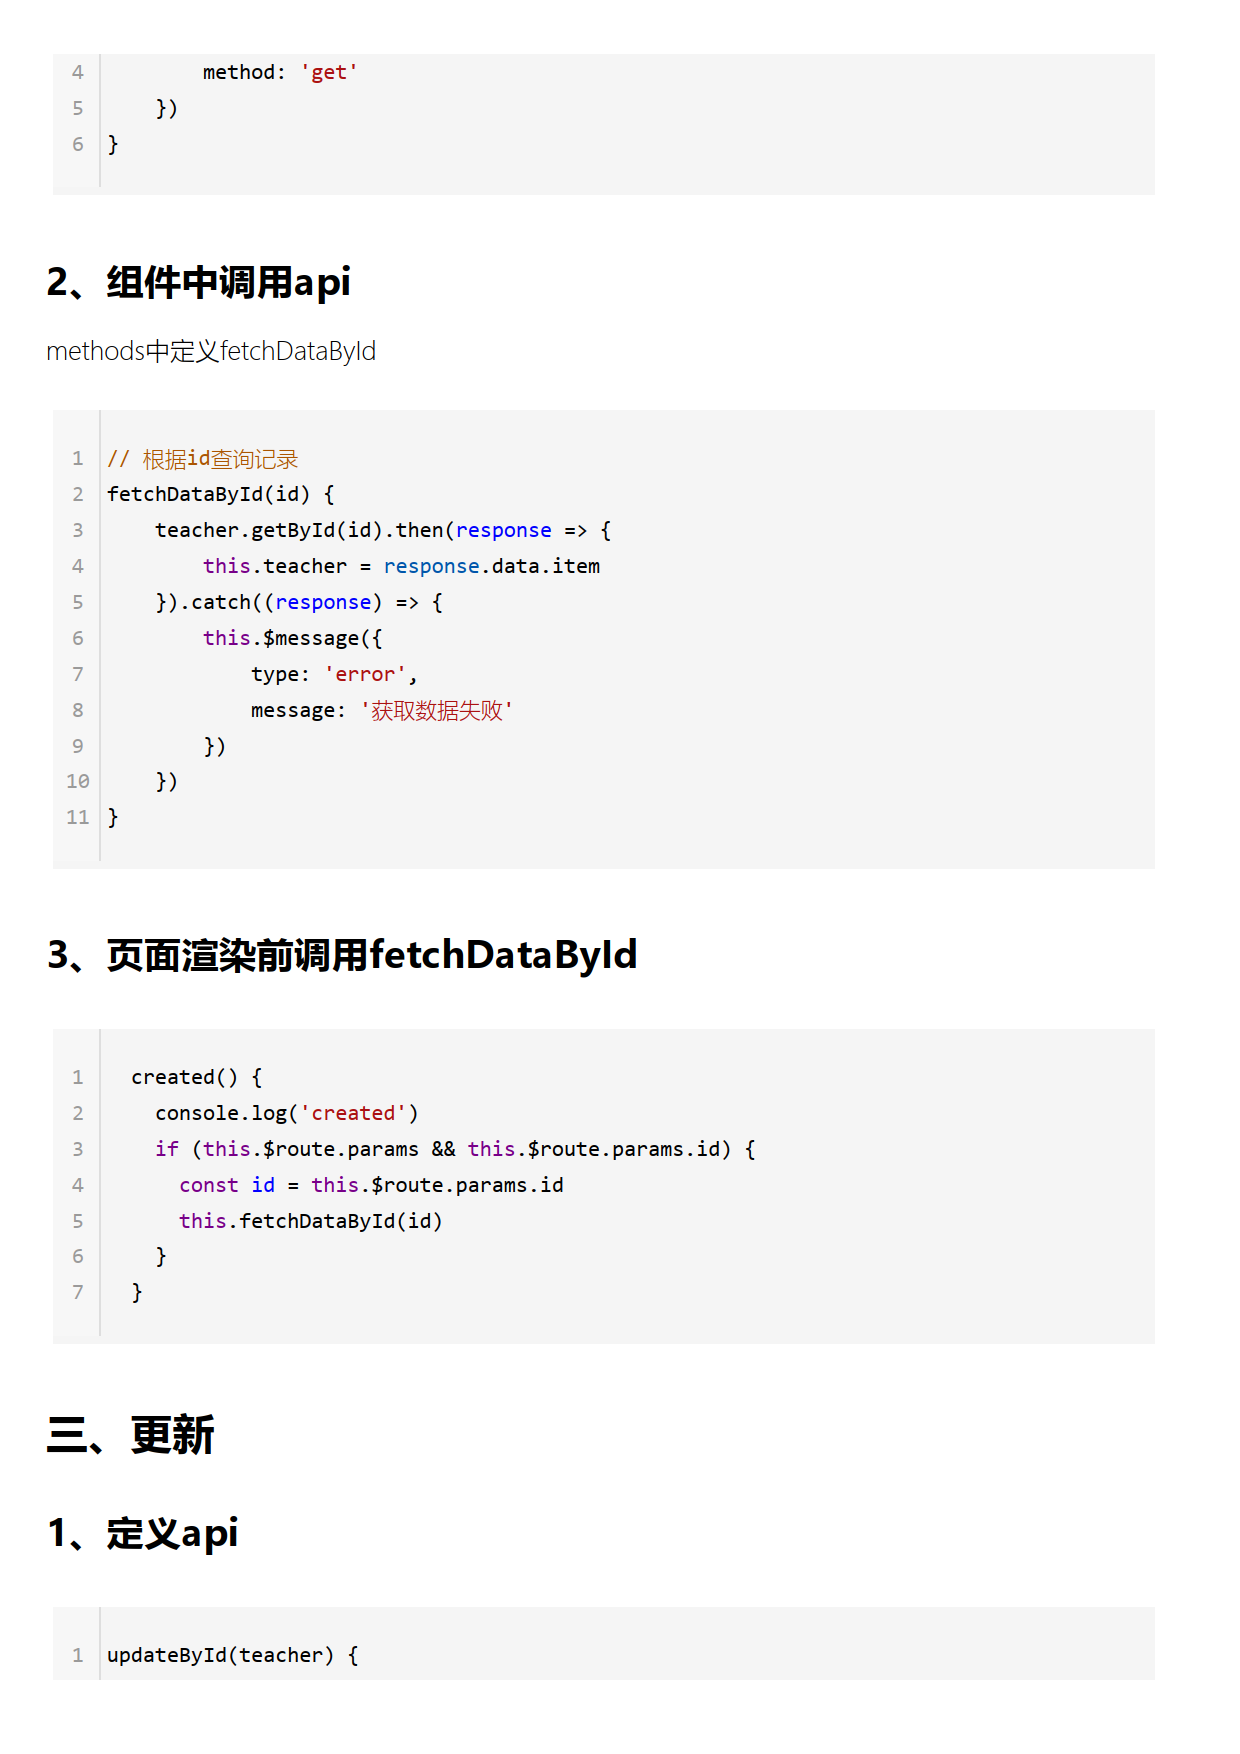 4         method: 'get'
5     })
6 }
2、组件中调用api
methods中定义fetchDataById
1 // 根据id查询记录
2 fetchDataById(id) {
3     teacher.getById(id).then(response => {
4         this.teacher = response.data.item
5     }).catch((response) => {
6         this.$message({
7             type: 'error',
8             message: '获取数据失败'
9         })
10     })
11 }
3、页面渲染前调用fetchDataById
1   created() {
2     console.log('created')
3     if (this.$route.params && this.$route.params.id) {
4       const id = this.$route.params.id
5       this.fetchDataById(id)
6     }
7   }
三、更新
1、定义api
1 updateById(teacher) {